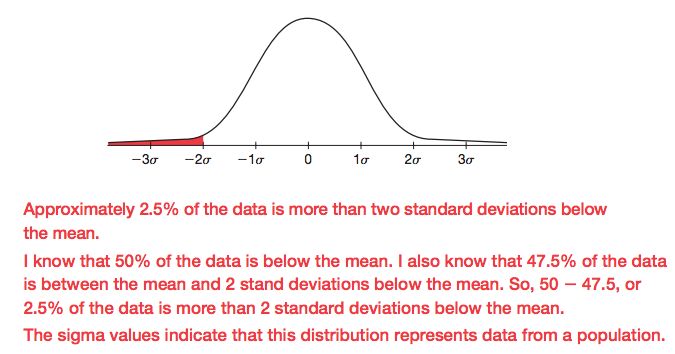 −3σ −2σ −1σ 0 1σ 2σ 3σ
Approximately 2.5% of the data is more than two standard deviations below
the mean.
I know that 50% of the data is below the mean. I also know that 47.5% of the data
is between the mean and 2 stand deviations below the mean. So, 50 − 47.5, or
2.5% of the data is more than 2 standard deviations below the mean.
The sigma values indicate that this distribution represents data from a population.